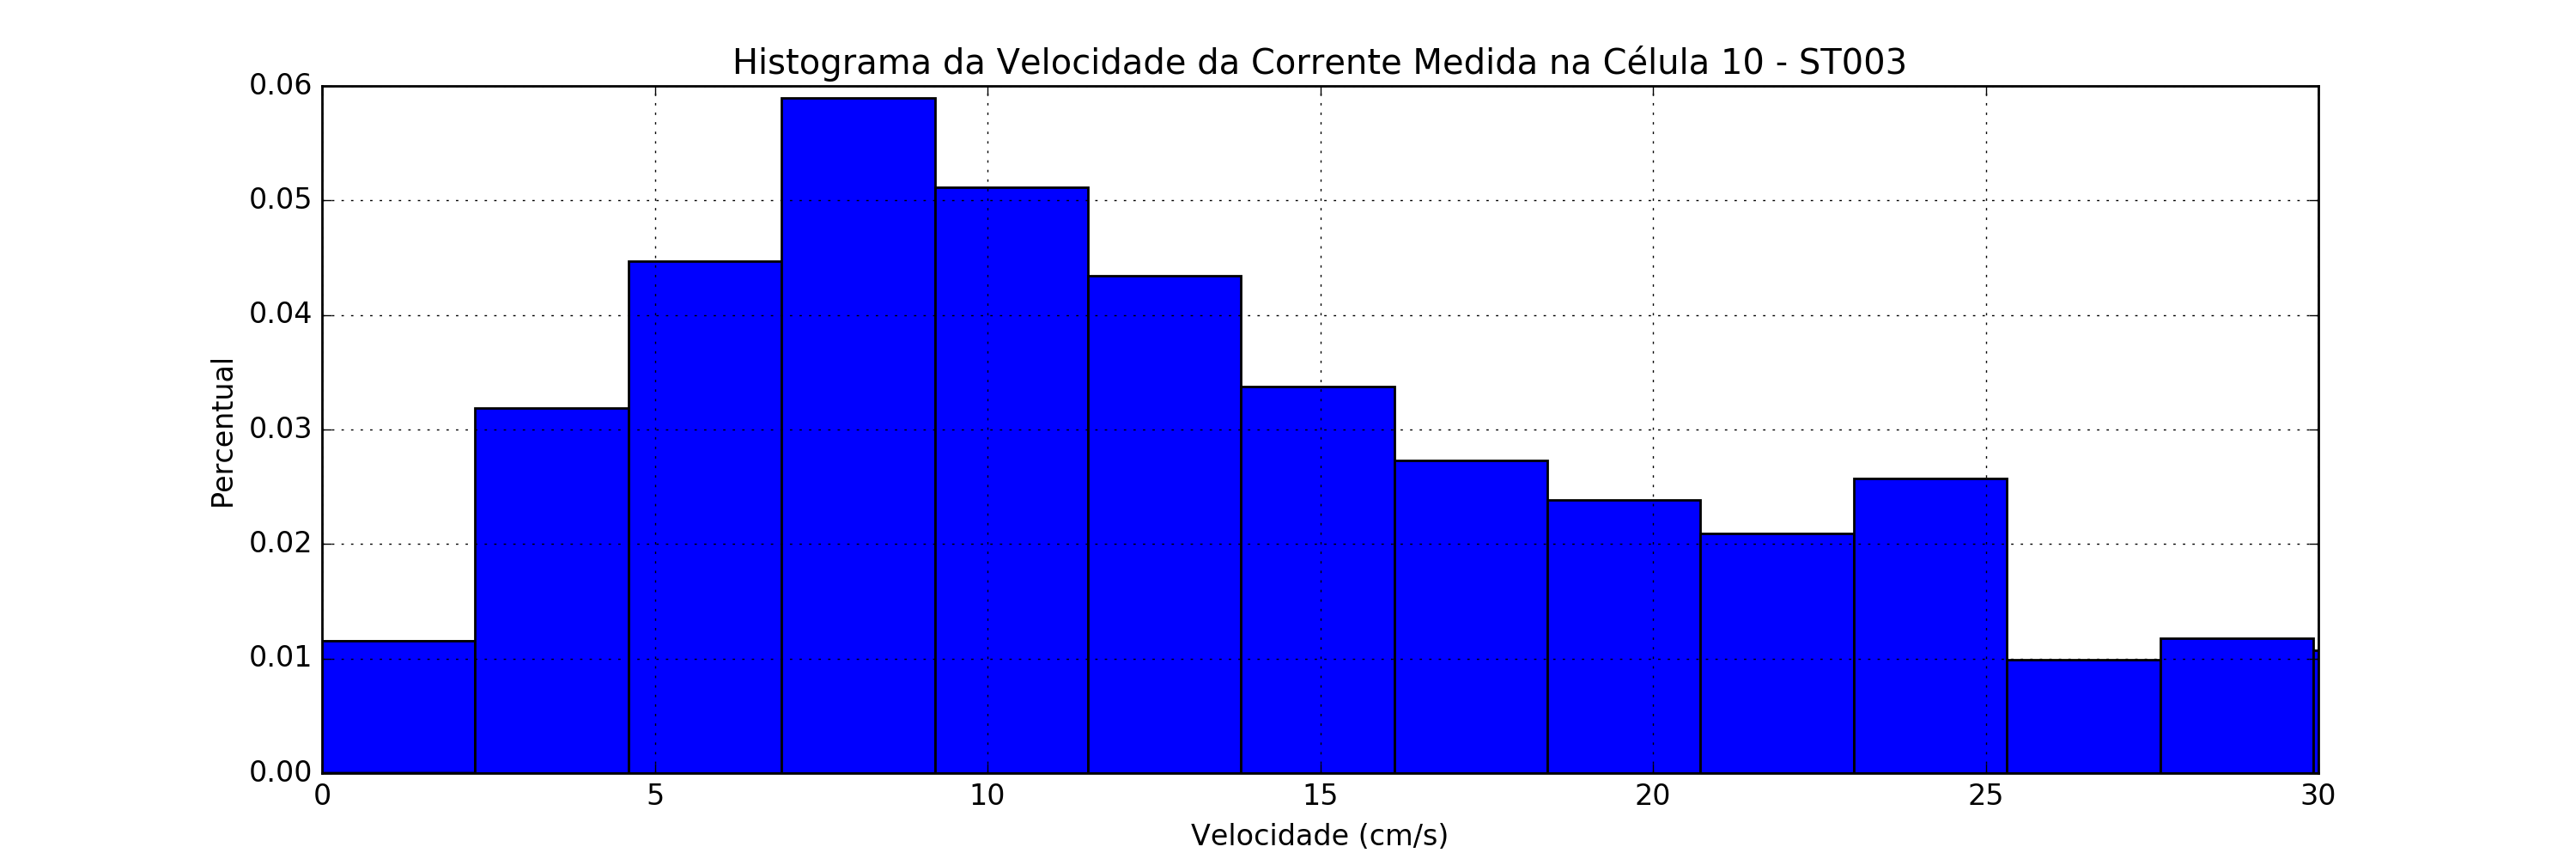 Histograma da Velocidade da Corrente Medida na Célula 10 - ST003
0.06
0.05
0.04
0.03
0.02
0.01
0.00
Percentual
0 5 10 15 20 25 30
Velocidade (cm/s)